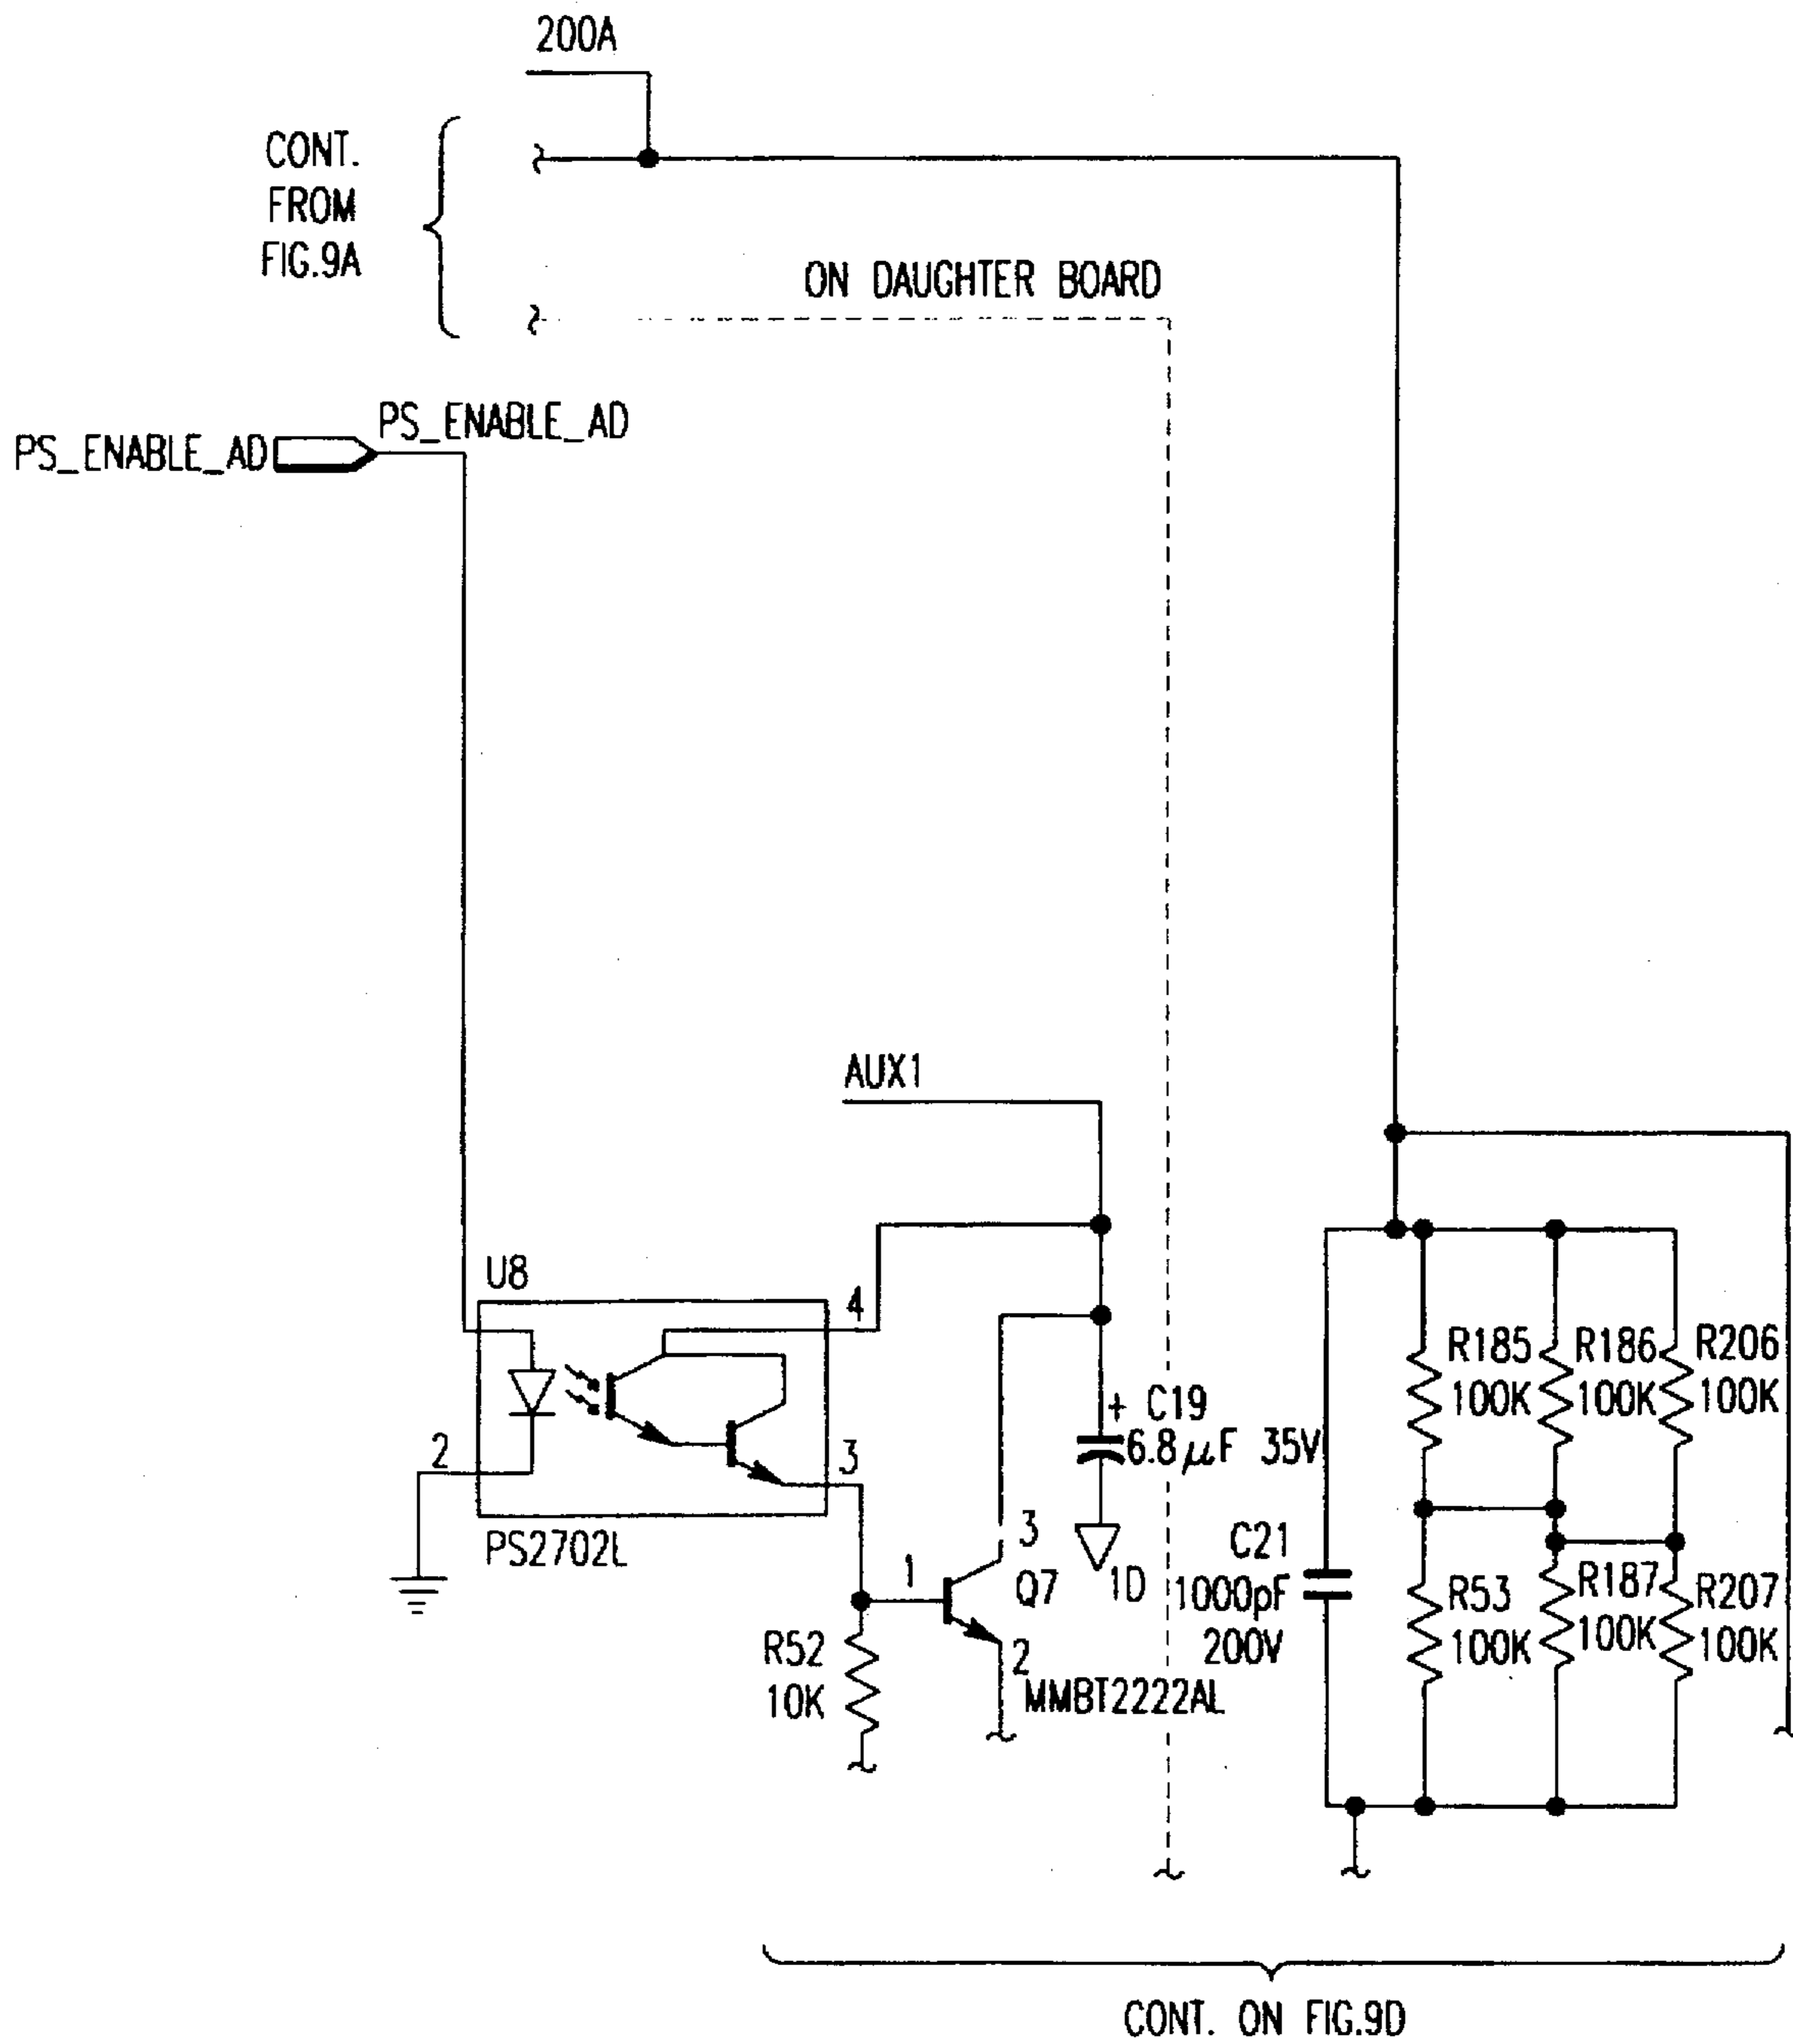 200A
CONT.
FROM
FIG.9A
ON DAUGHTER BOARD
PS_ENABLE_AD
PS_ENABLE_AD
AUX1
U8
4
2
3
PS2702L
+ C19
6.8μF 35V
R185
100K
R186
100K
R206
100K
3
Q7
1D
1
2
MMBT2222AL
R52
10K
C21
1000pF
200V
R53
100K
R187
100K
R207
100K
CONT. ON FIG.9D